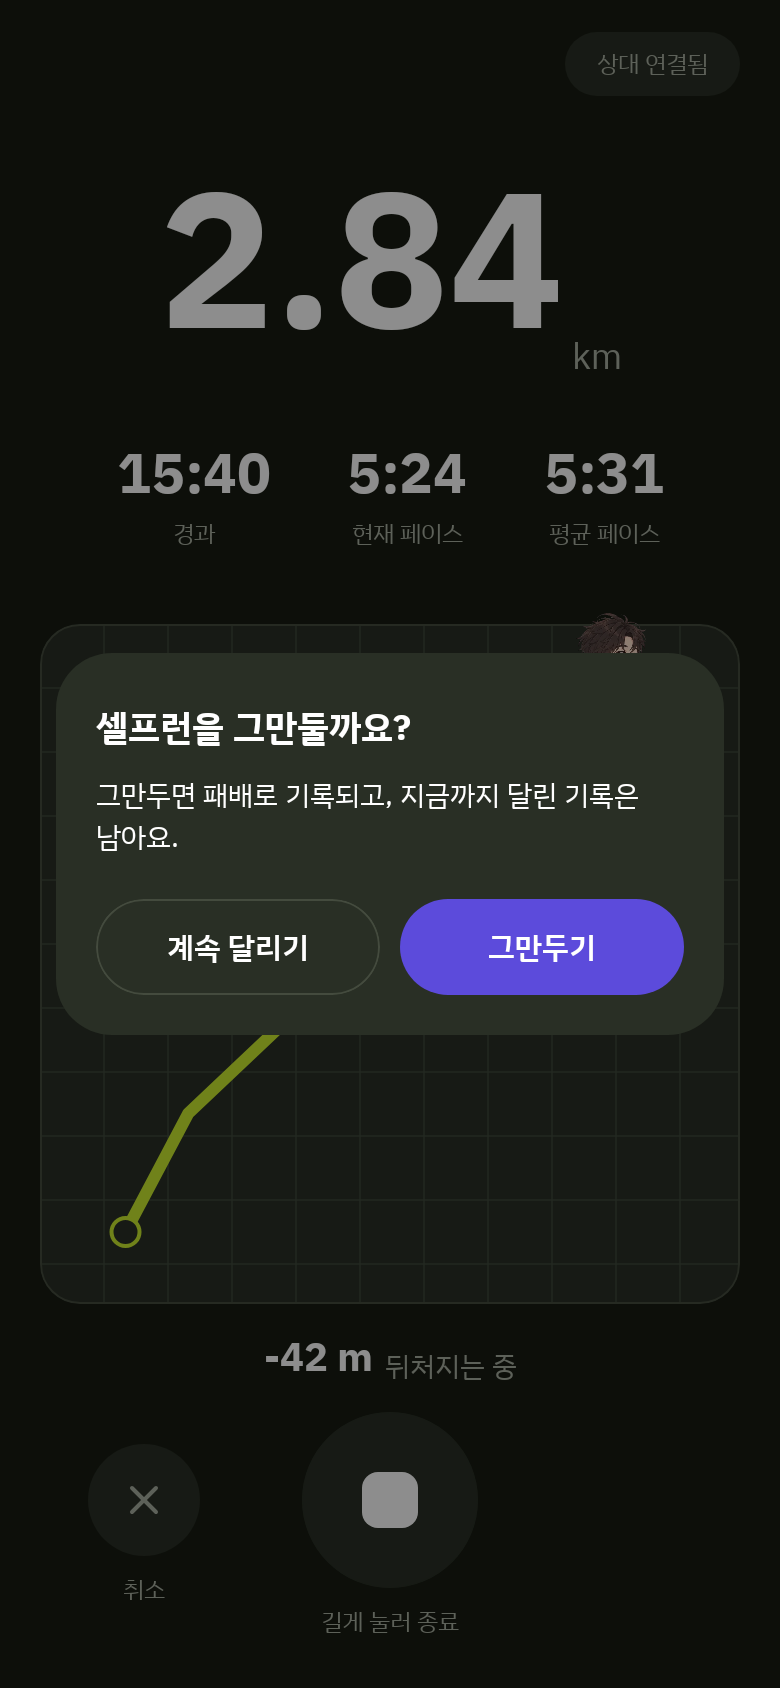 상대 연결됨
2.84
km
15:40 5:24 5:31
경과 현재 페이스 평균 페이스
셀프런을 그만둘까요?
그만두면 패배로 기록되고, 지금까지 달린 기록은
남아요.
계속 달리기 그만두기
-42 m 뒤처지는 중
취소
길게 눌러 종료